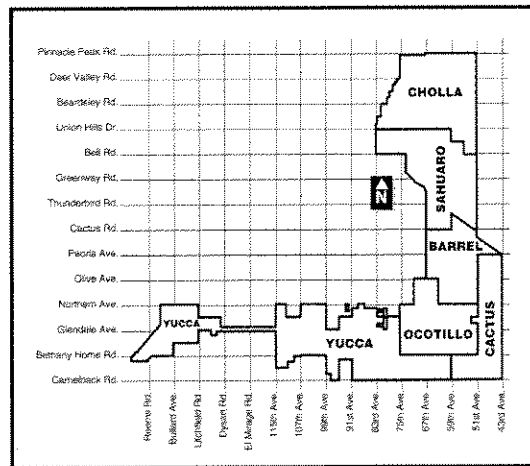 Pinnacle Peak Rd.
Deer Valley Rd.
Beardsley Rd.
Union Hills Dr.
Bell Rd.
Greenway Rd.
Thunderbird Rd.
Cactus Rd.
Peoria Ave.
Olive Ave.
Northern Ave.
Glendale Ave.
Bethany Home Rd.
Camelback Rd.
CHOLLA
SAHUARO
N
BARREL
YUCCA
YUCCA
OCOTILLO
CACTUS
Reems Rd.
Bullard Ave.
Litchfield Rd.
Dysart Rd.
El Mirage Rd.
115th Ave.
107th Ave.
99th Ave.
91st Ave.
83rd Ave.
75th Ave.
67th Ave.
59th Ave.
51st Ave.
43rd Ave.